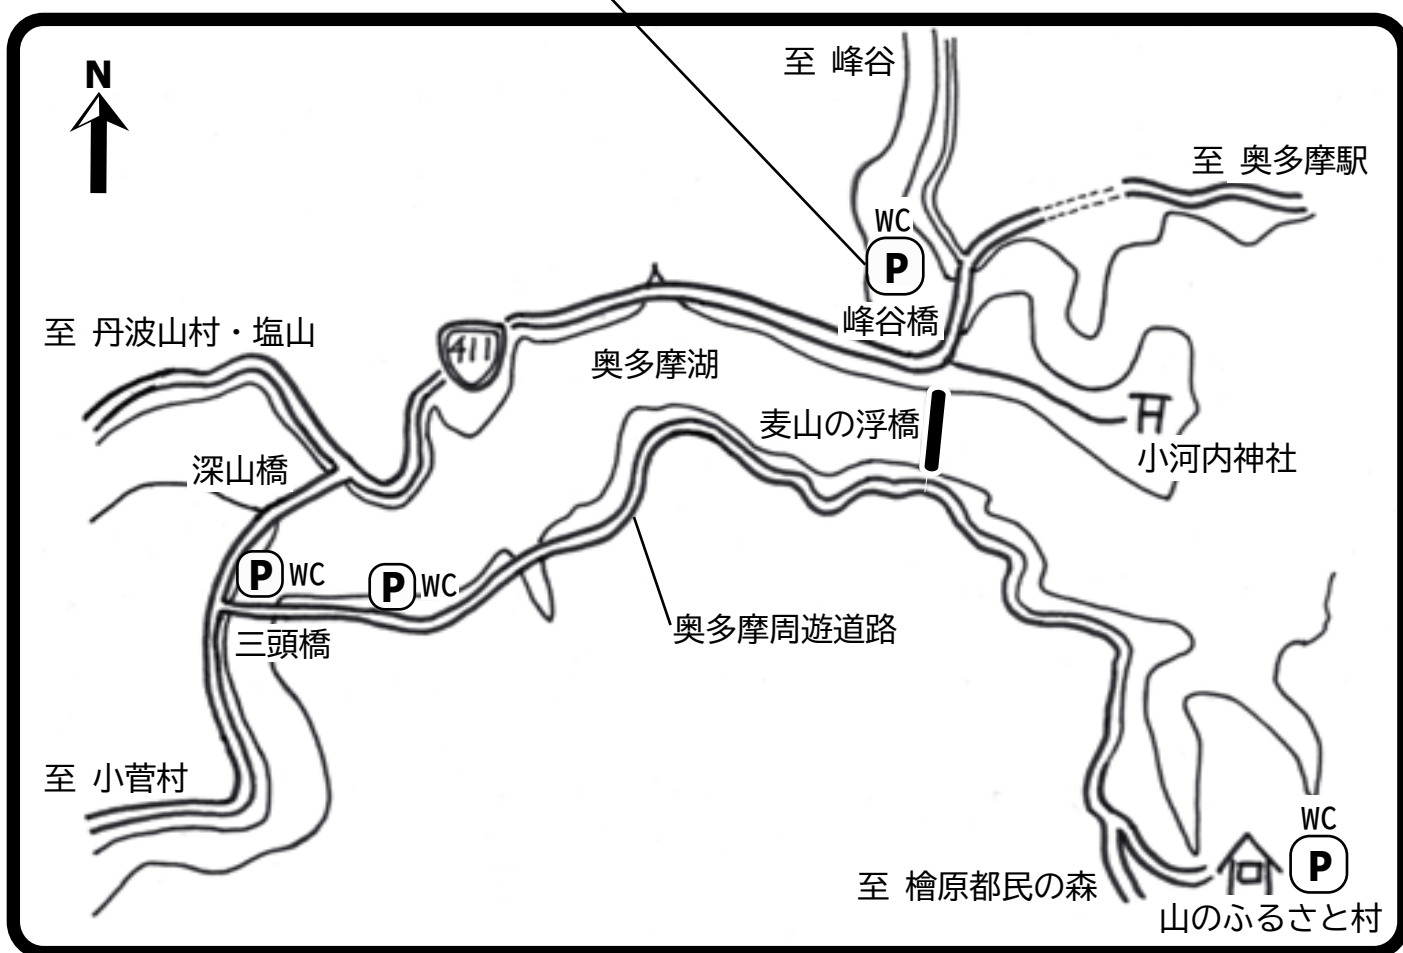 N
至 峰谷
至 奥多摩駅
WC
P
峰谷橋
至 丹波山村・塩山
411
奥多摩湖
麦山の浮橋
小河内神社
深山橋
P WC
P WC
三頭橋
奥多摩周遊道路
至 小菅村
WC
P
至 檜原都民の森
山のふるさと村